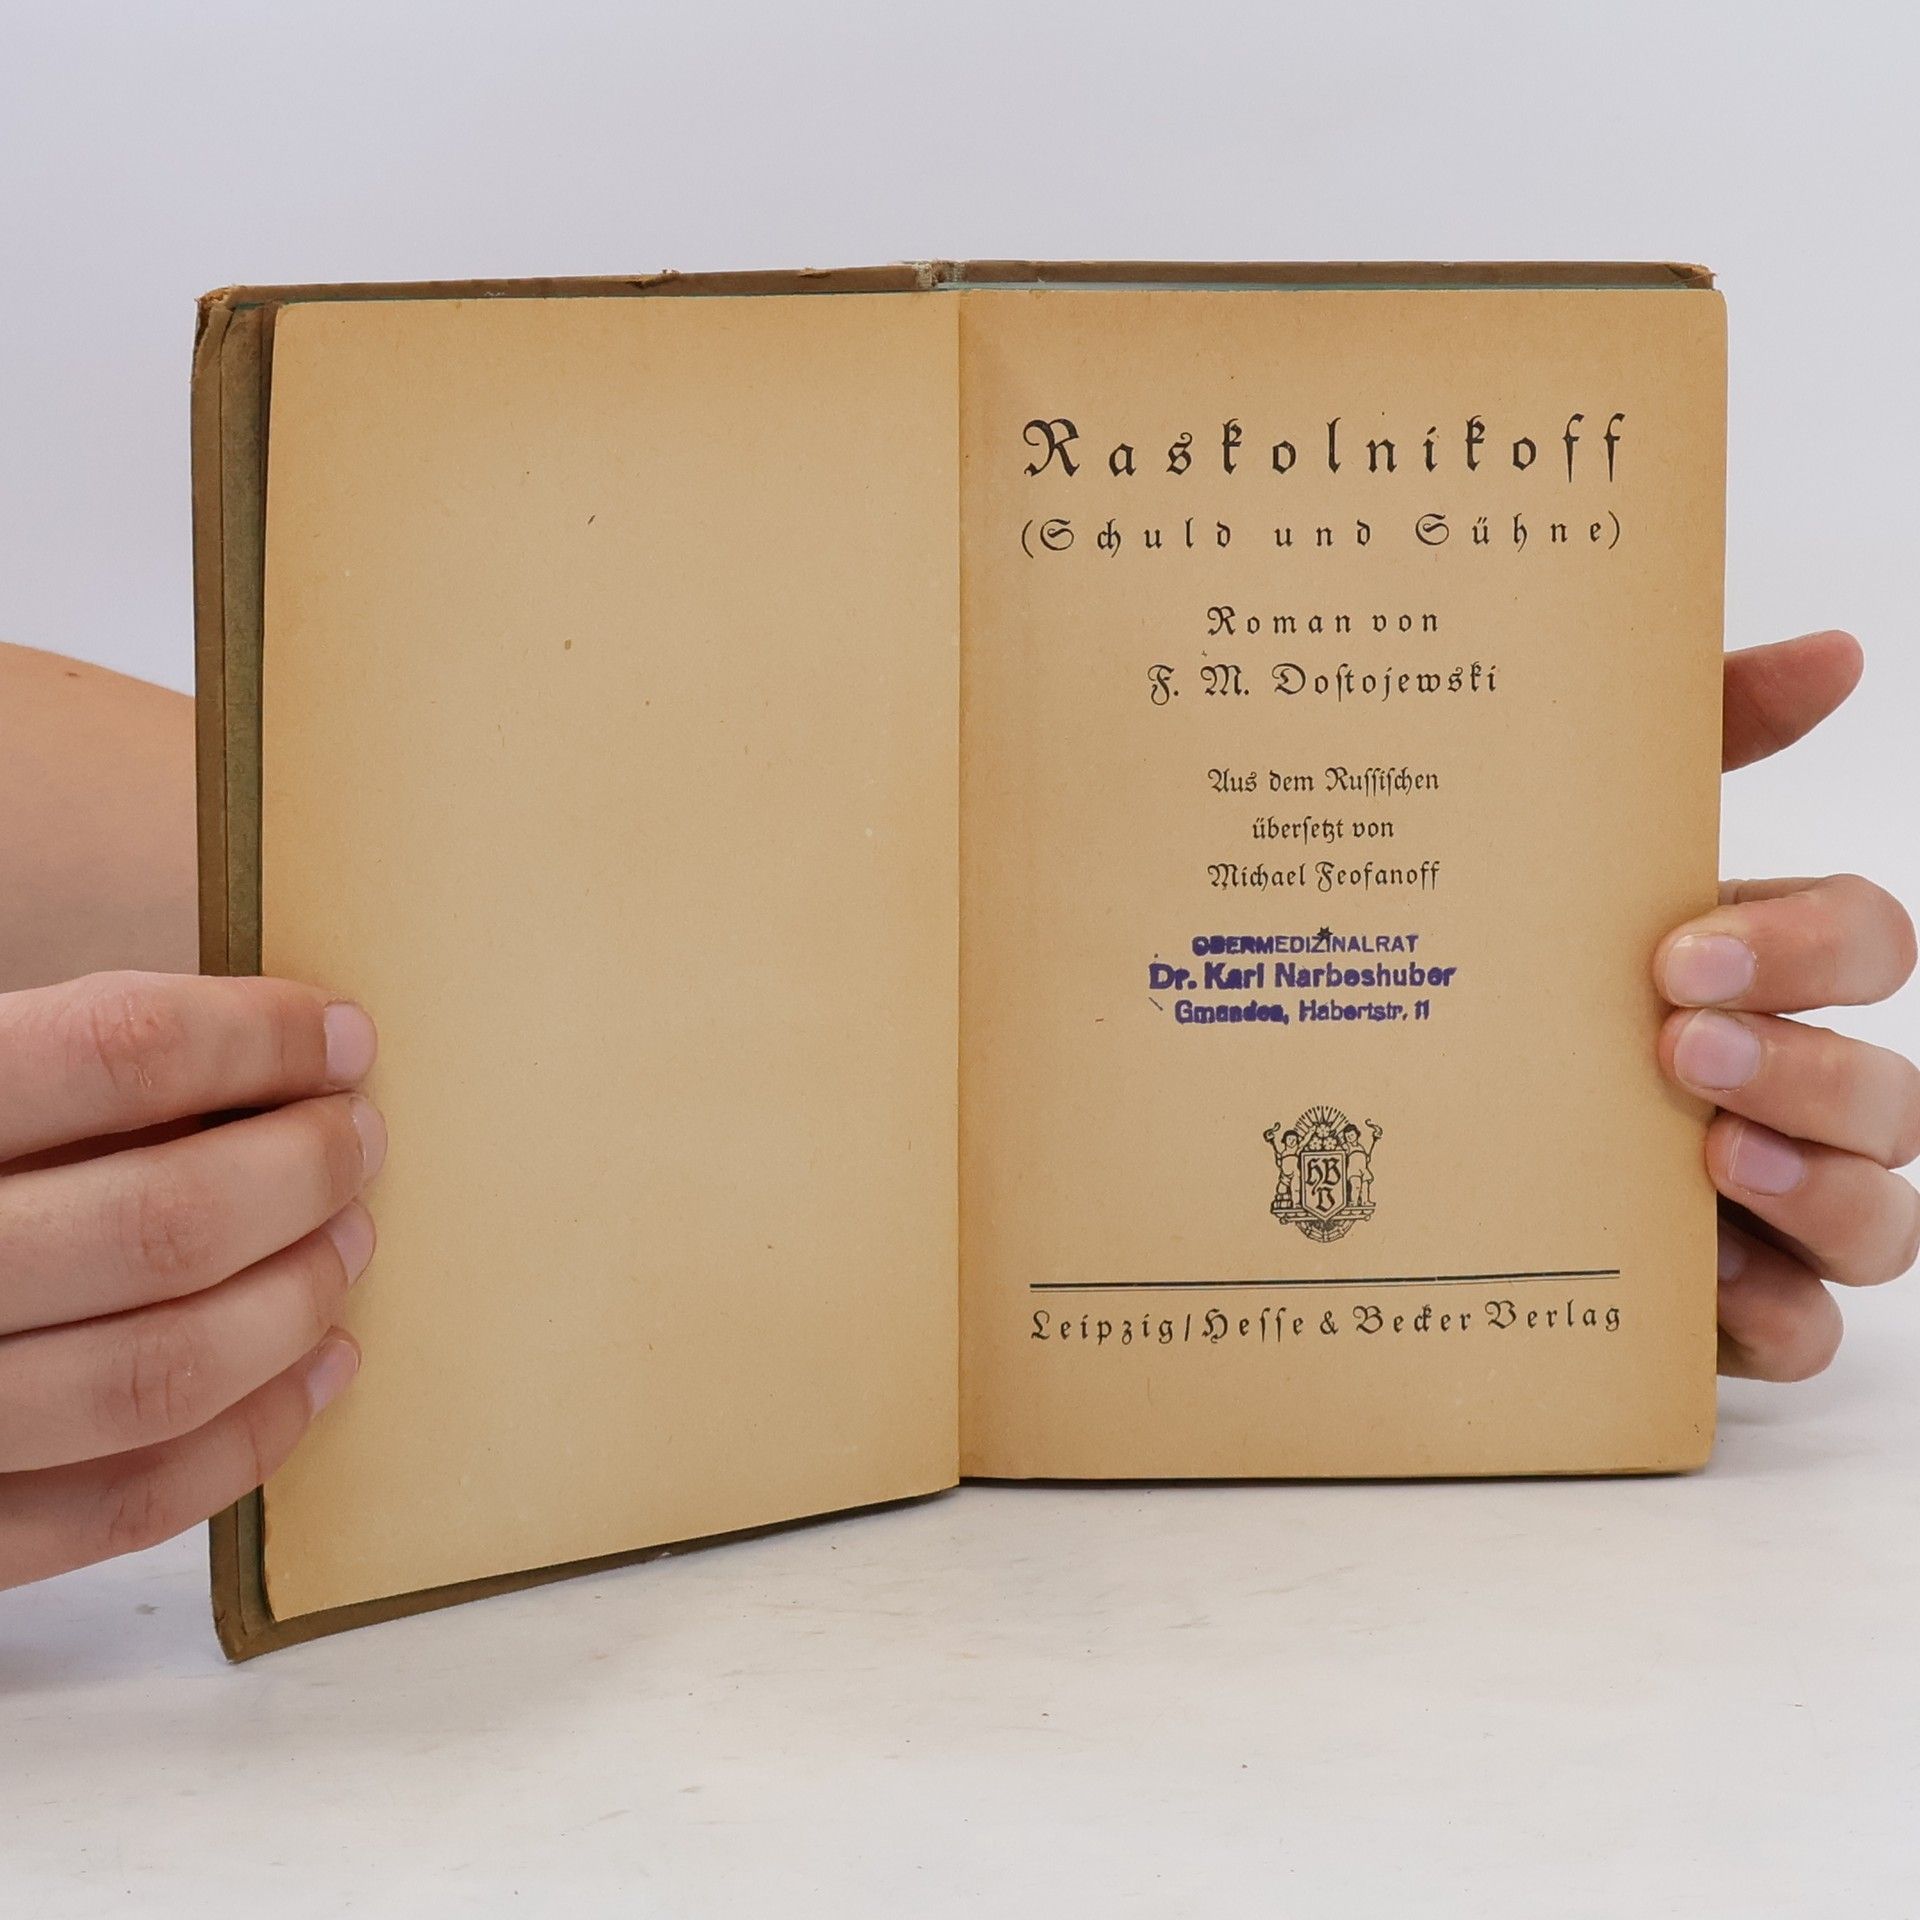 Raskolnikoff
(Schuld und Sühne)
Roman von
F. M. Dostojewski
Aus dem Russischen
übersetzt von
Michael Feofanoff
OBERMEDIZINALRAT
Dr. Karl Narbeshuber
Gmunden, Habertstr. 11
HB
V
Leipzig / Hesse & Becker Verlag